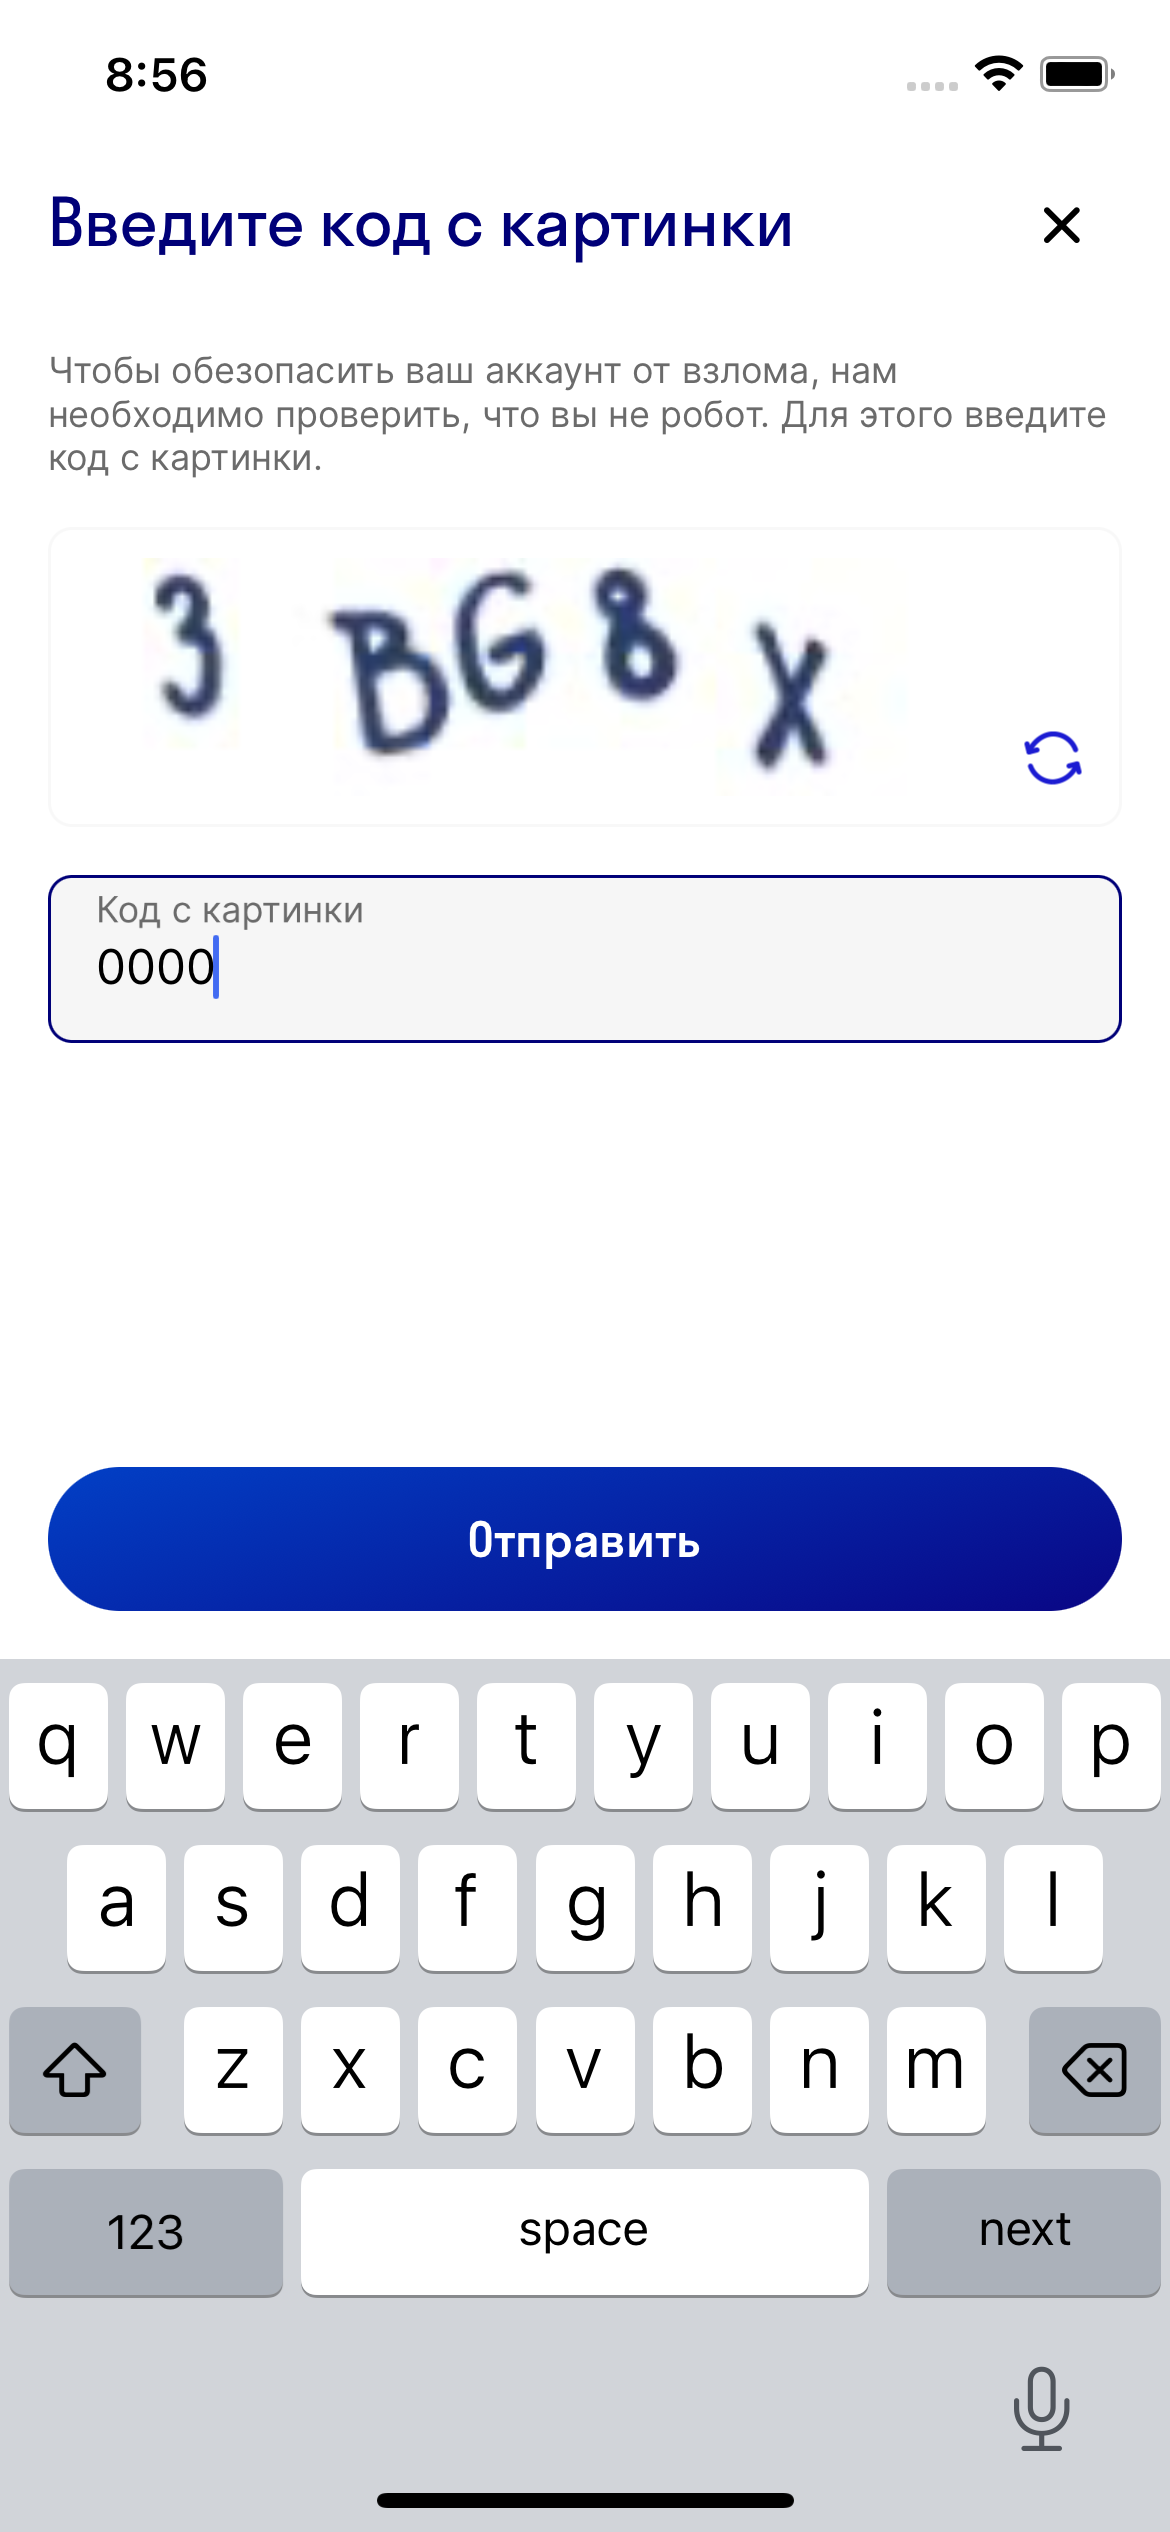 8:56
Введите код с картинки
Чтобы обезопасить ваш аккаунт от взлома, нам
необходимо проверить, что вы не робот. Для этого введите
код с картинки.
3 BG8 X
Код с картинки
0000
Отправить
q w e r t y u i o p
a s d f g h j k l
z x c v b n m
123 space next